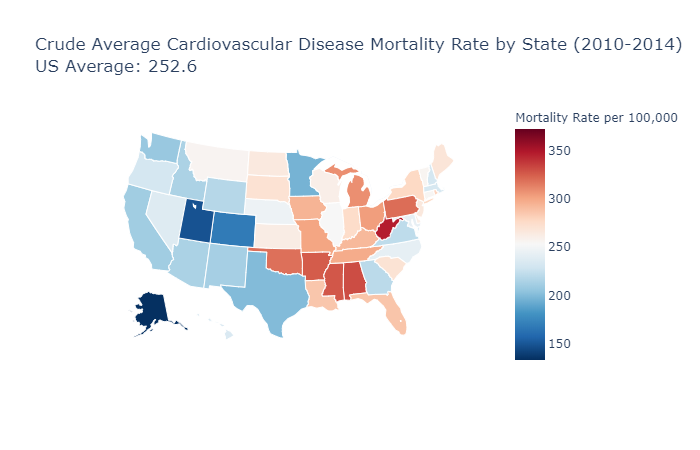 Crude Average Cardiovascular Disease Mortality Rate by State (2010-2014)
US Average: 252.6
Mortality Rate per 100,000
350
300
250
200
150